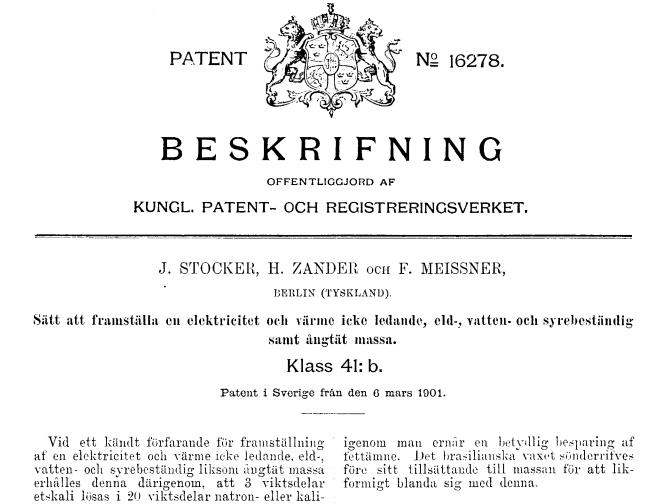 PATENT Nº 16278.
BESKRIFNING
OFFENTLIGGJORD AF
KUNGL. PATENT- OCH REGISTRERINGSVERKET.
J. STOCKER, H. ZANDER OCH F. MEISSNER,
BERLIN (TYSKLAND).
Sätt att framställa en elektricitet och värme icke ledande, eld-, vatten- och syrebeständig
samt ångtät massa.
Klass 41: b.
Patent i Sverige från den 6 mars 1901.
Vid ett kändt förfarande för framställning
af en elektricitet och värme icke ledande, eld-,
vatten- och syrebeständig liksom ångtät massa
erhålles denna därigenom, att 3 viktsdelar
etskali lösas i 20 viktsdelar natron- eller kali-
igenom man ernår en betydlig besparing af
fettämne. Det brasilianska vaxet sönderrifves
före sitt tillsättande till massan för att lik-
formigt blanda sig med denna.